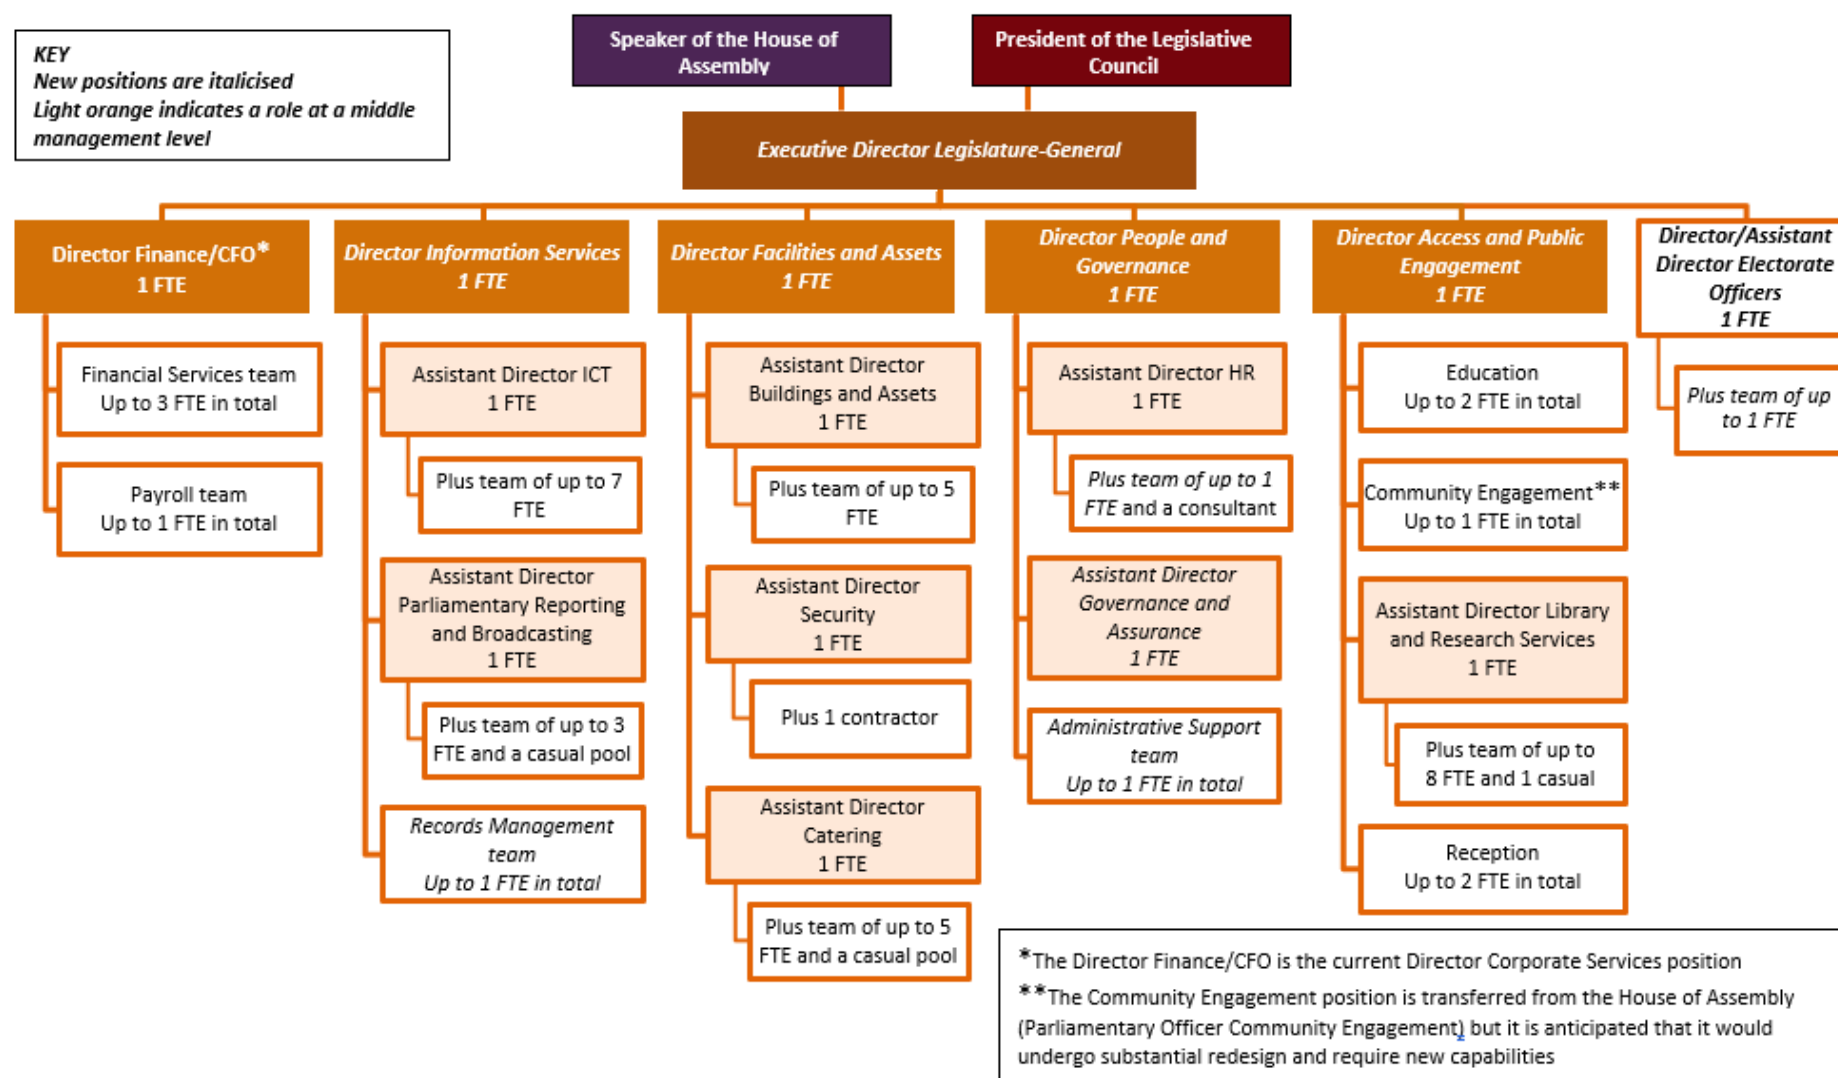 KEY
New positions are italicised
Light orange indicates a role at a middle
management level
Speaker of the House of
Assembly
President of the Legislative
Council
Executive Director Legislature-General
Director Finance/CFO*
1 FTE
Financial Services team
Up to 3 FTE in total
Payroll team
Up to 1 FTE in total
Director Information Services
1 FTE
Assistant Director ICT
1 FTE
Plus team of up to 7
FTE
Assistant Director
Parliamentary Reporting
and Broadcasting
1 FTE
Plus team of up to 3
FTE and a casual pool
Records Management
team
Up to 1 FTE in total
Director Facilities and Assets
1 FTE
Assistant Director
Buildings and Assets
1 FTE
Plus team of up to 5
FTE
Assistant Director
Security
1 FTE
Plus 1 contractor
Assistant Director
Catering
1 FTE
Plus team of up to 5
FTE and a casual pool
Director People and
Governance
1 FTE
Assistant Director HR
1 FTE
Plus team of up to 1
FTE and a consultant
Assistant Director
Governance and
Assurance
1 FTE
Administrative Support
team
Up to 1 FTE in total
Director Access and Public
Engagement
1 FTE
Education
Up to 2 FTE in total
Community Engagement**
Up to 1 FTE in total
Assistant Director Library
and Research Services
1 FTE
Plus team of up to
8 FTE and 1 casual
Reception
Up to 2 FTE in total
Director/Assistant
Director Electorate
Officers
1 FTE
Plus team of up
to 1 FTE
*The Director Finance/CFO is the current Director Corporate Services position
**The Community Engagement position is transferred from the House of Assembly
(Parliamentary Officer Community Engagement) but it is anticipated that it would
undergo substantial redesign and require new capabilities